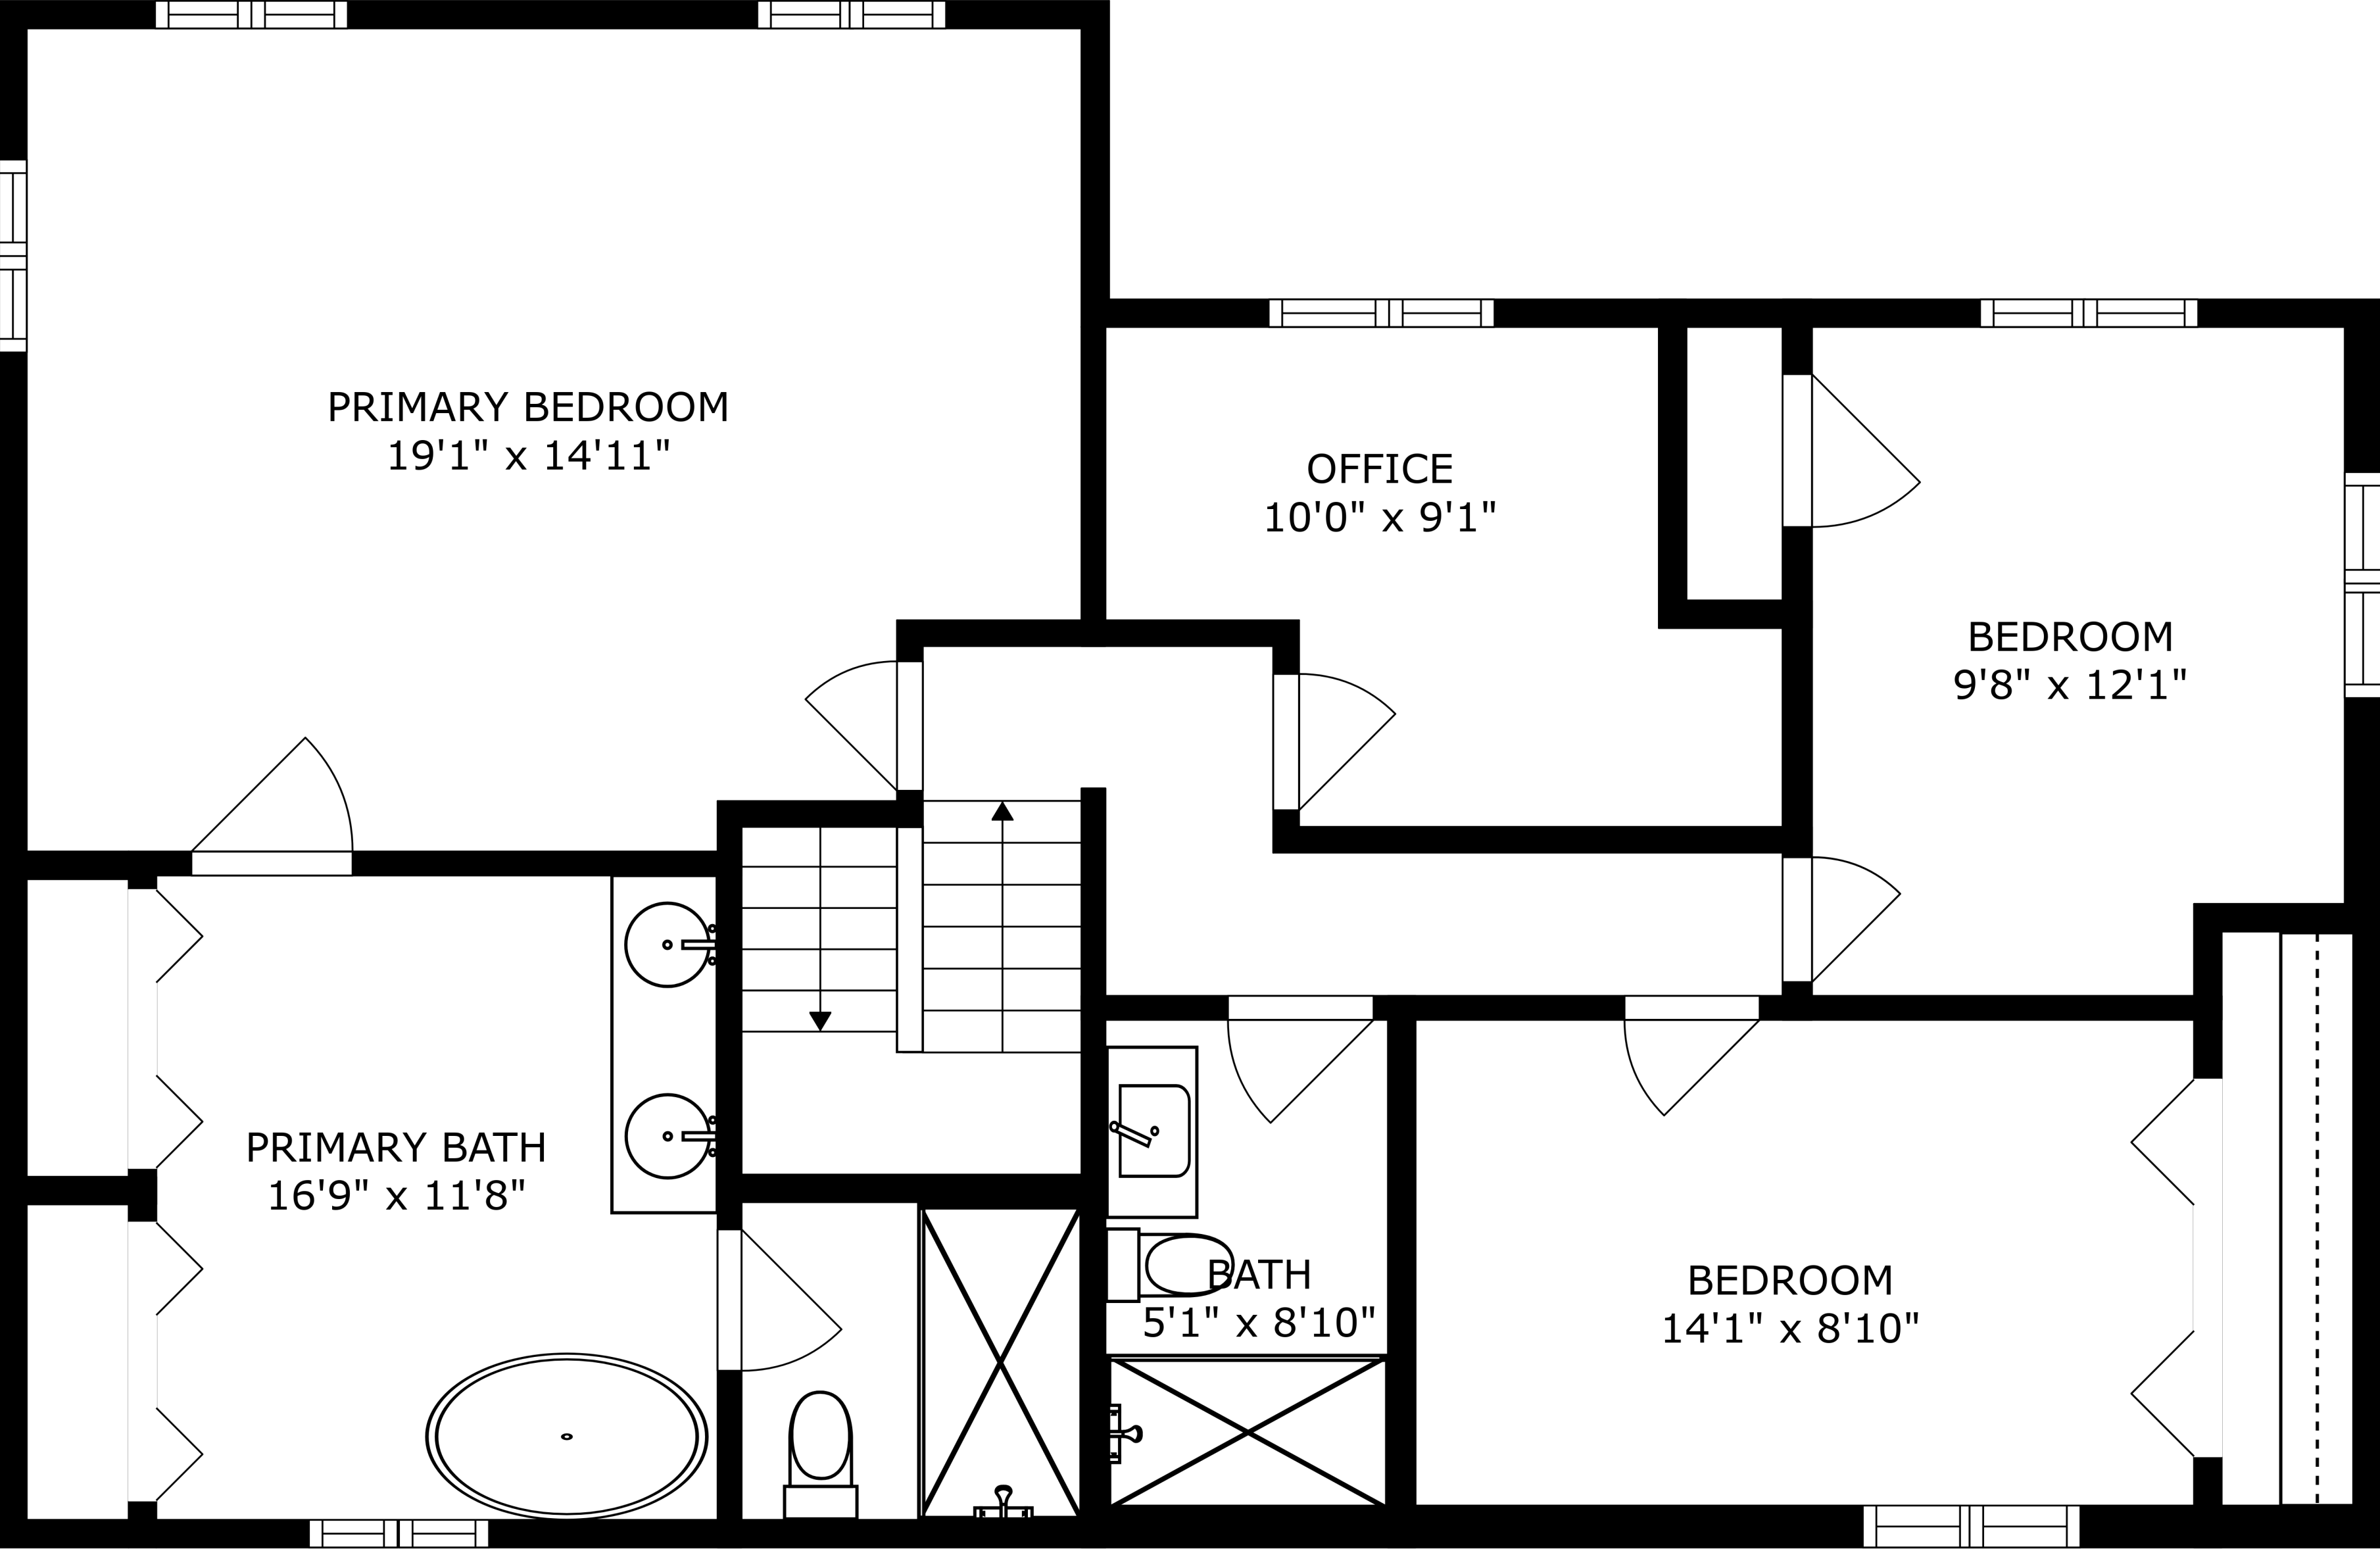 PRIMARY BEDROOM
19'1" x 14'11"
OFFICE
10'0" x 9'1"
BEDROOM
9'8" x 12'1"
PRIMARY BATH
16'9" x 11'8"
BATH
5'1" x 8'10"
BEDROOM
14'1" x 8'10"